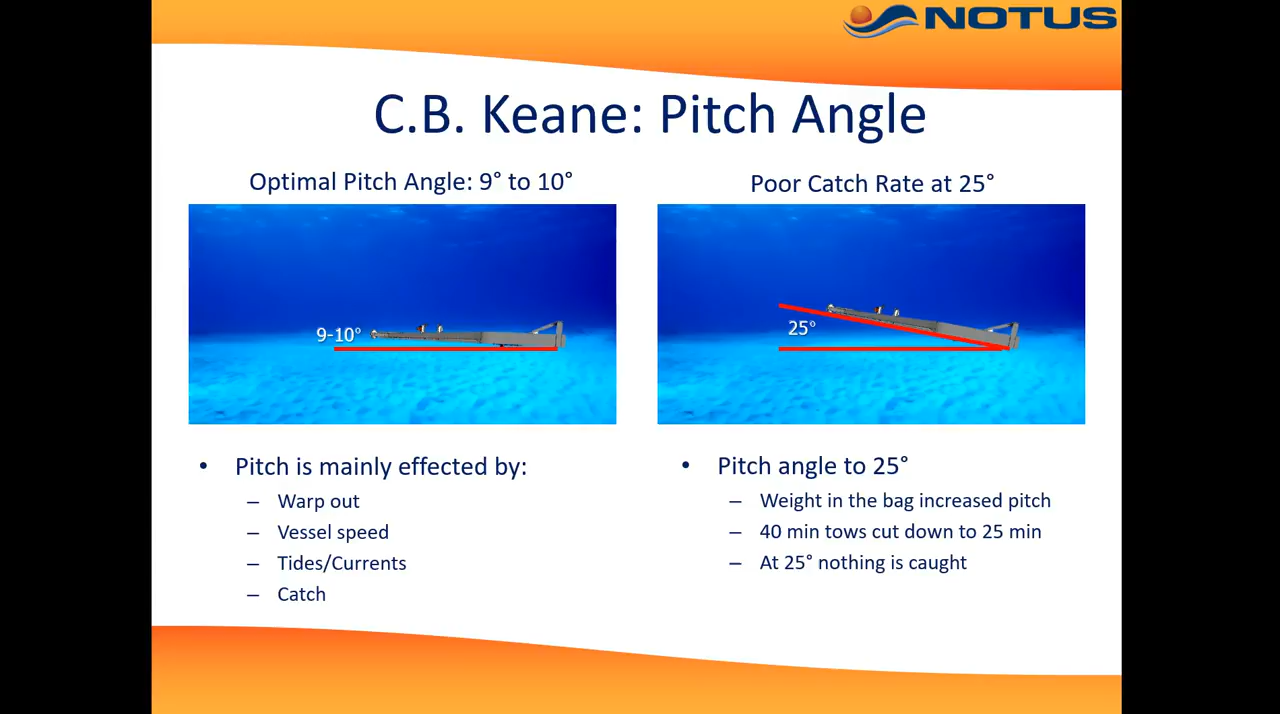 NOTUS
C.B. Keane: Pitch Angle
Optimal Pitch Angle: 9° to 10°
9-10°
• Pitch is mainly effected by:
– Warp out
– Vessel speed
– Tides/Currents
– Catch
Poor Catch Rate at 25°
25°
• Pitch angle to 25°
– Weight in the bag increased pitch
– 40 min tows cut down to 25 min
– At 25° nothing is caught